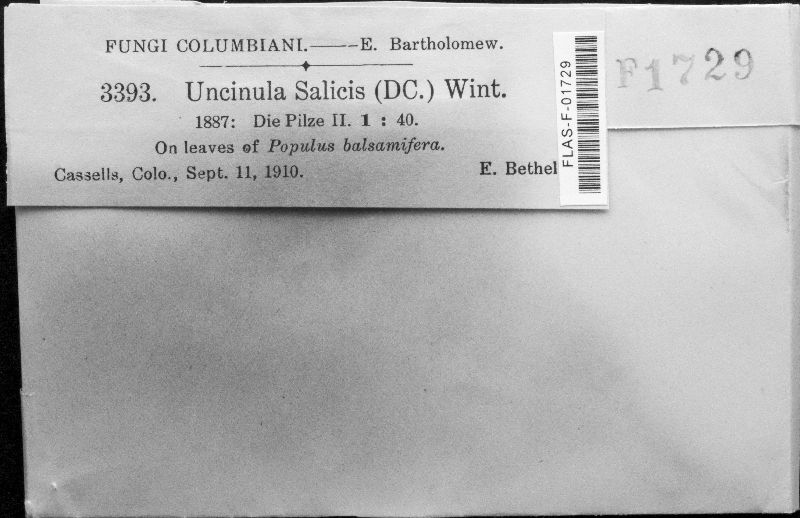 FUNGI COLUMBIANI.——E. Bartholomew.
3393. Uncinula Salicis (DC.) Wint.
1887: Die Pilze II. 1 : 40.
On leaves of Populus balsamifera.
Cassells, Colo., Sept. 11, 1910. E. Bethel
FLAS-F-01729
F1729